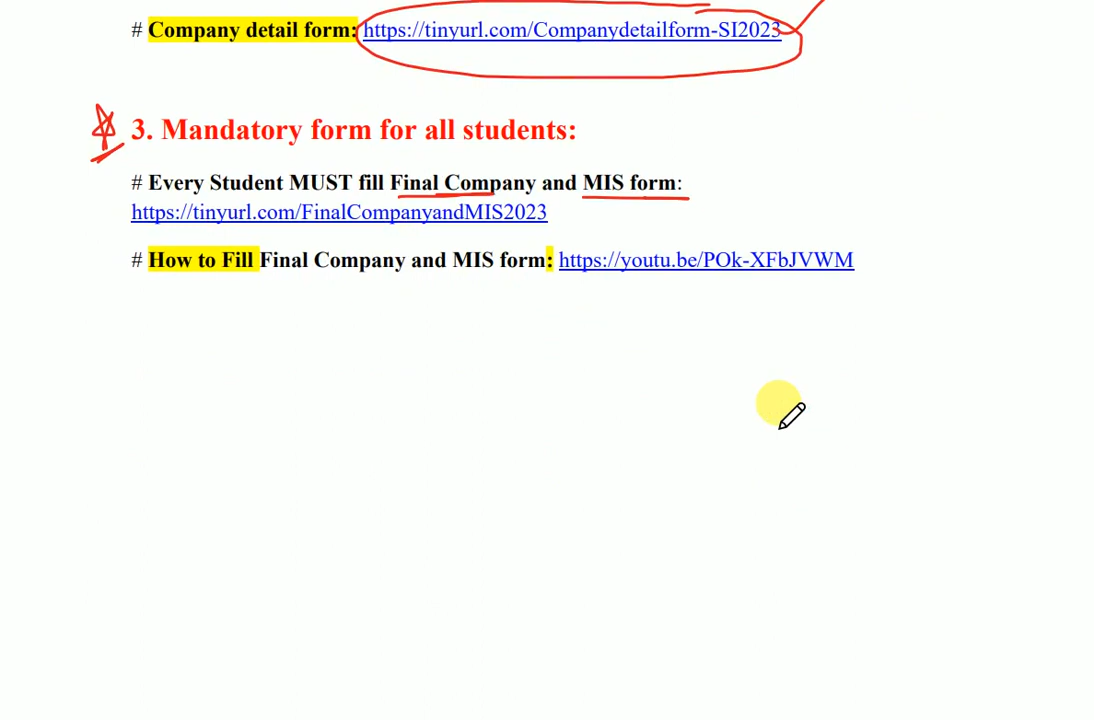 # Company detail form: https://tinyurl.com/Companydetailform-SI2023
3. Mandatory form for all students:
# Every Student MUST fill Final Company and MIS form:
https://tinyurl.com/FinalCompanyandMIS2023
# How to Fill Final Company and MIS form: https://youtu.be/POk-XFbJVWM